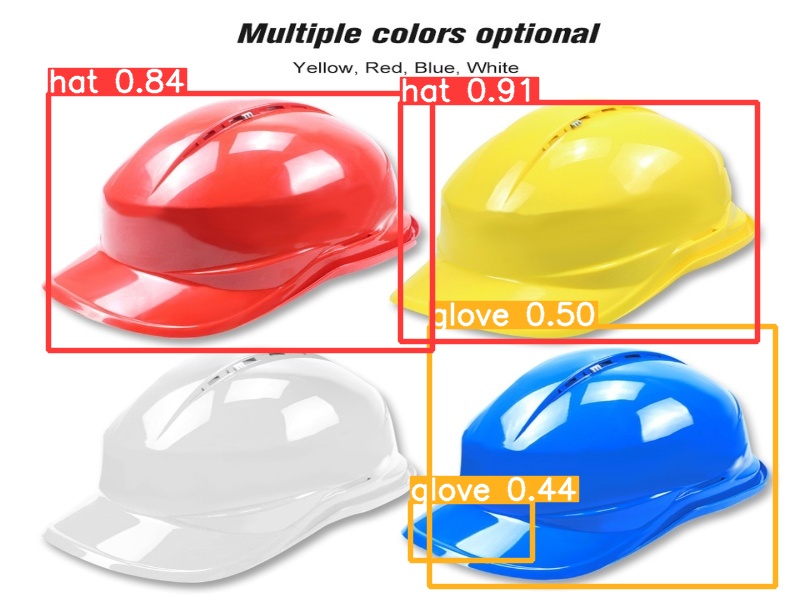 Multiple colors optional
Yellow, Red, Blue, White
hat 0.84
hat 0.91
glove 0.50
glove 0.44